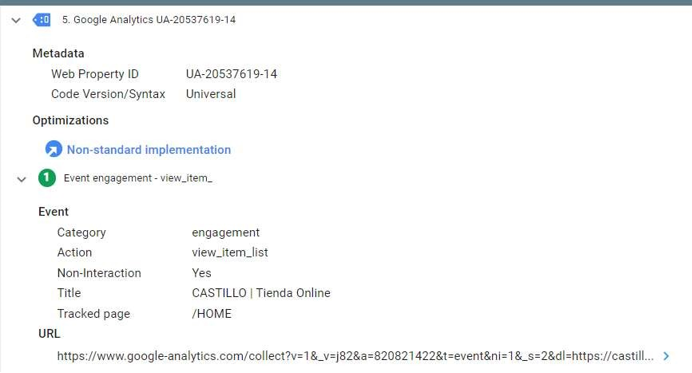 5. Google Analytics UA-20537619-14
Metadata
Web Property ID UA-20537619-14
Code Version/Syntax Universal
Optimizations
Non-standard implementation
1 Event engagement - view_item_
Event
Category engagement
Action view_item_list
Non-Interaction Yes
Title CASTILLO | Tienda Online
Tracked page /HOME
URL
https://www.google-analytics.com/collect?v=1&_v=j82&a=820821422&t=event&ni=1&_s=2&dl=https://castill...